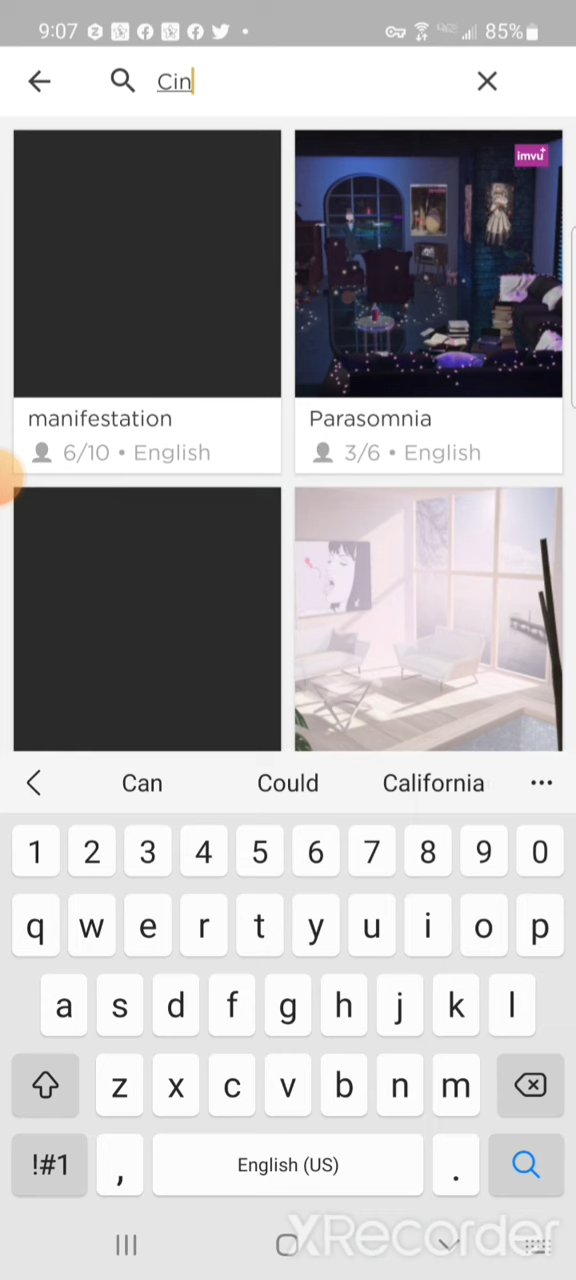 9:07 85%
Cin
imvu+
manifestation
6/10 • English
Parasomnia
3/6 • English
Can Could California ...
1 2 3 4 5 6 7 8 9 0
q w e r t y u i o p
a s d f g h j k l
z x c v b n m
!#1 , English (US) .
XRecorder